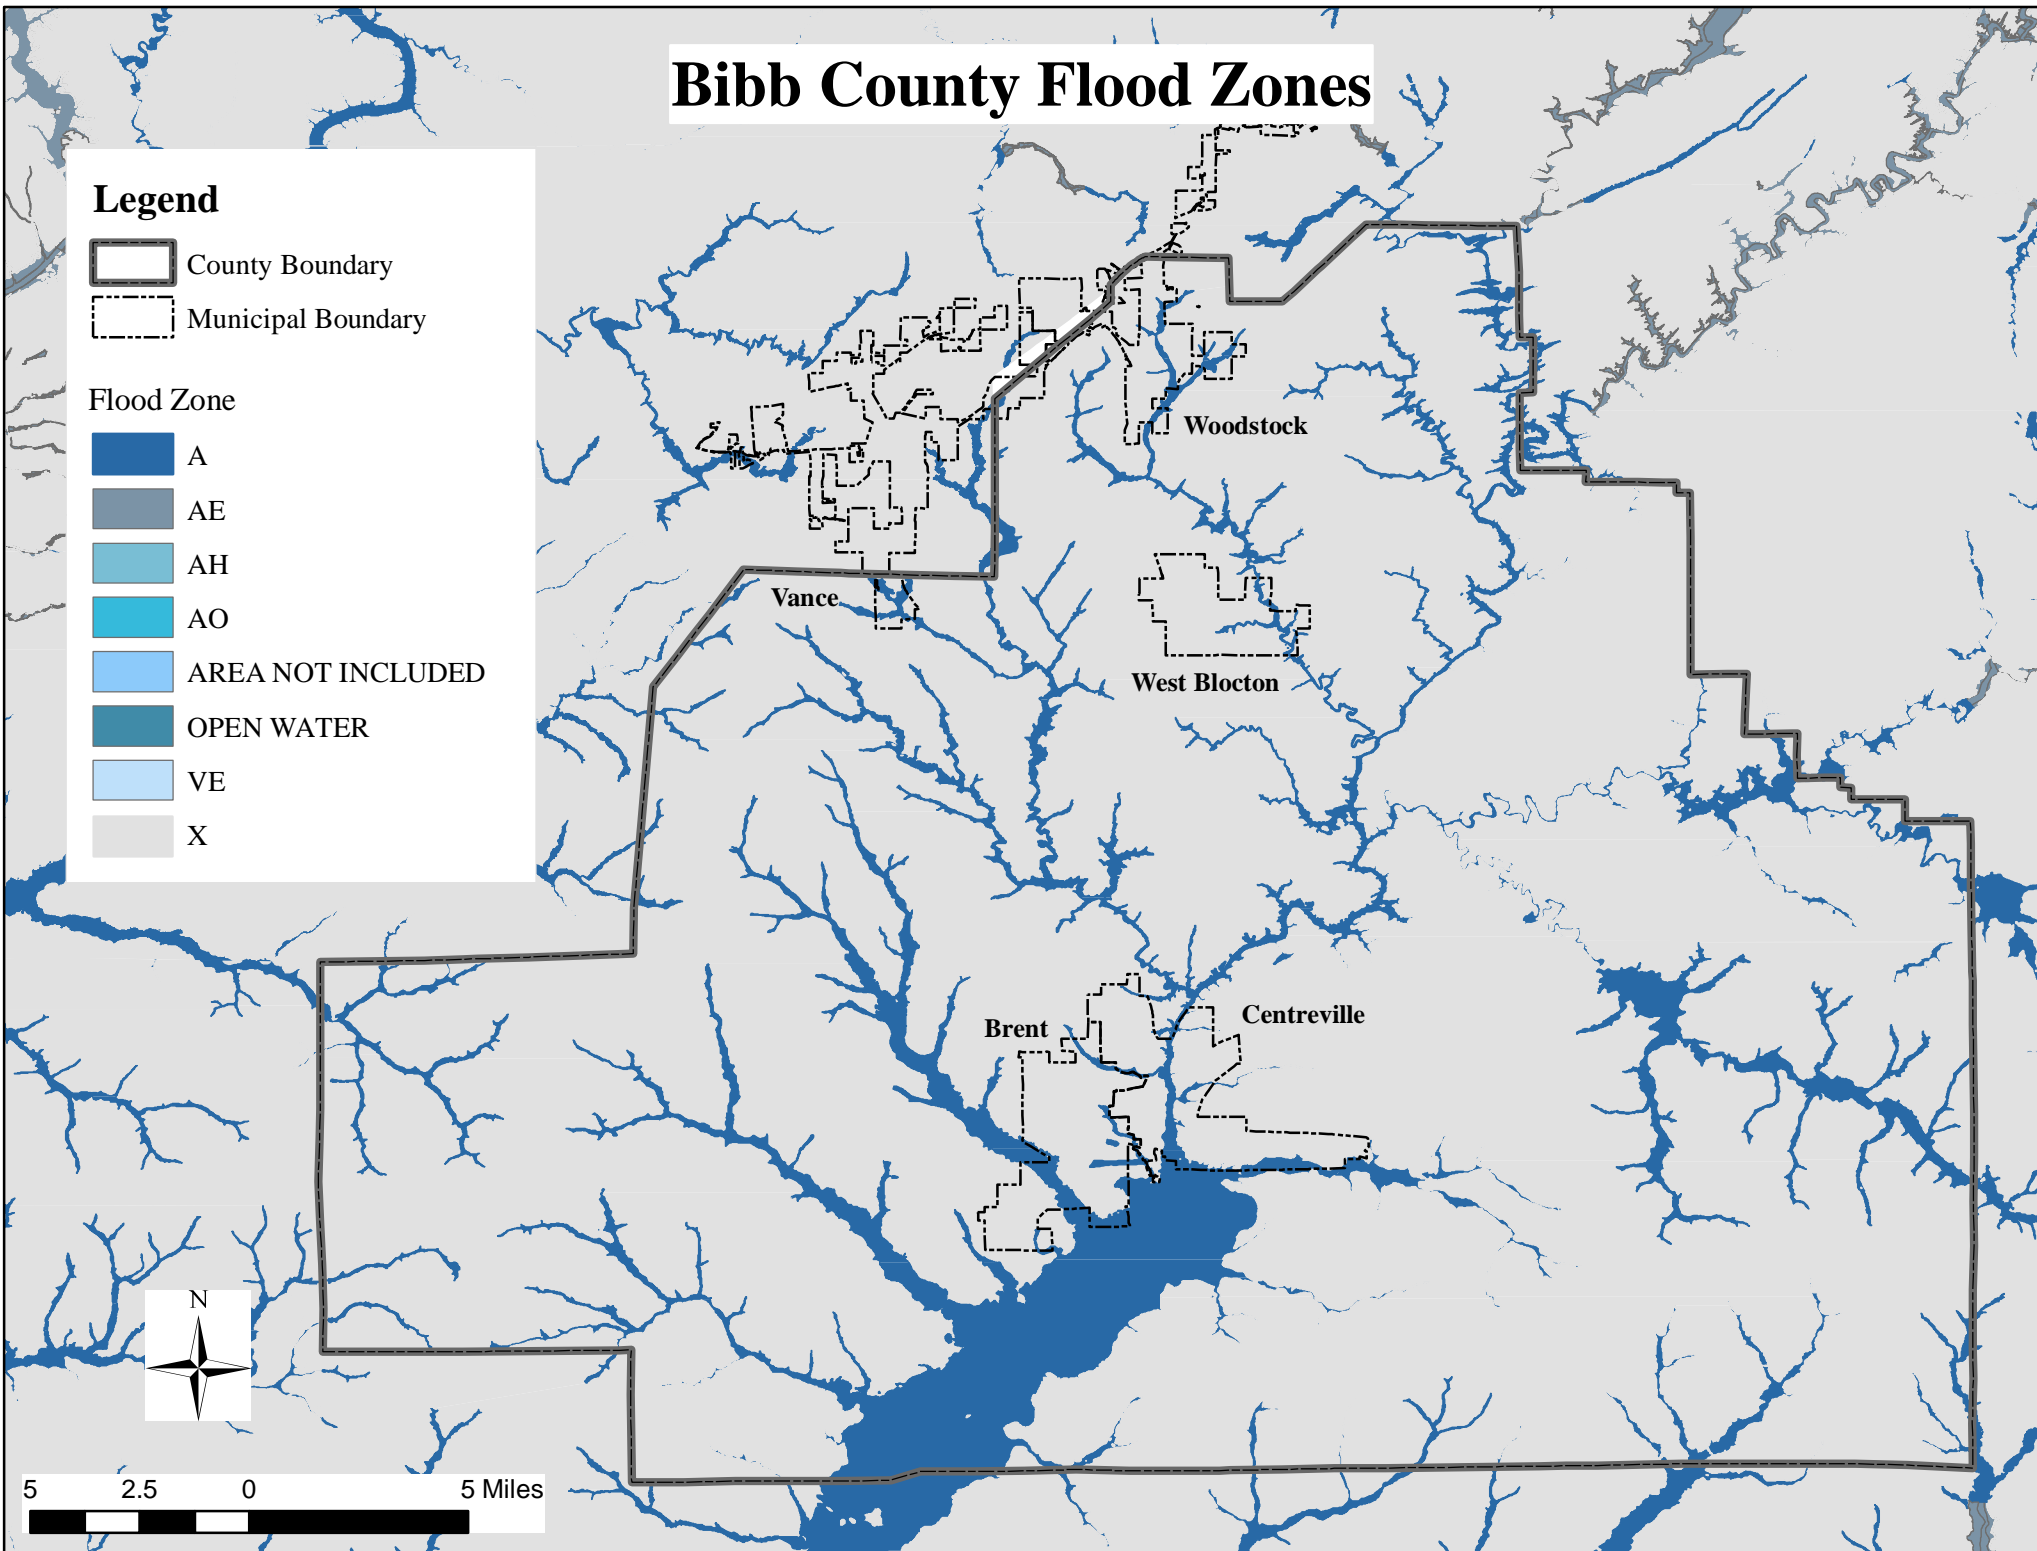 Bibb County Flood Zones
Legend
County Boundary
Municipal Boundary
Flood Zone
A
AE
AH
AO
AREA NOT INCLUDED
OPEN WATER
VE
X
Woodstock
Vance
West Blocton
Brent
Centreville
N
5 2.5 0 5 Miles